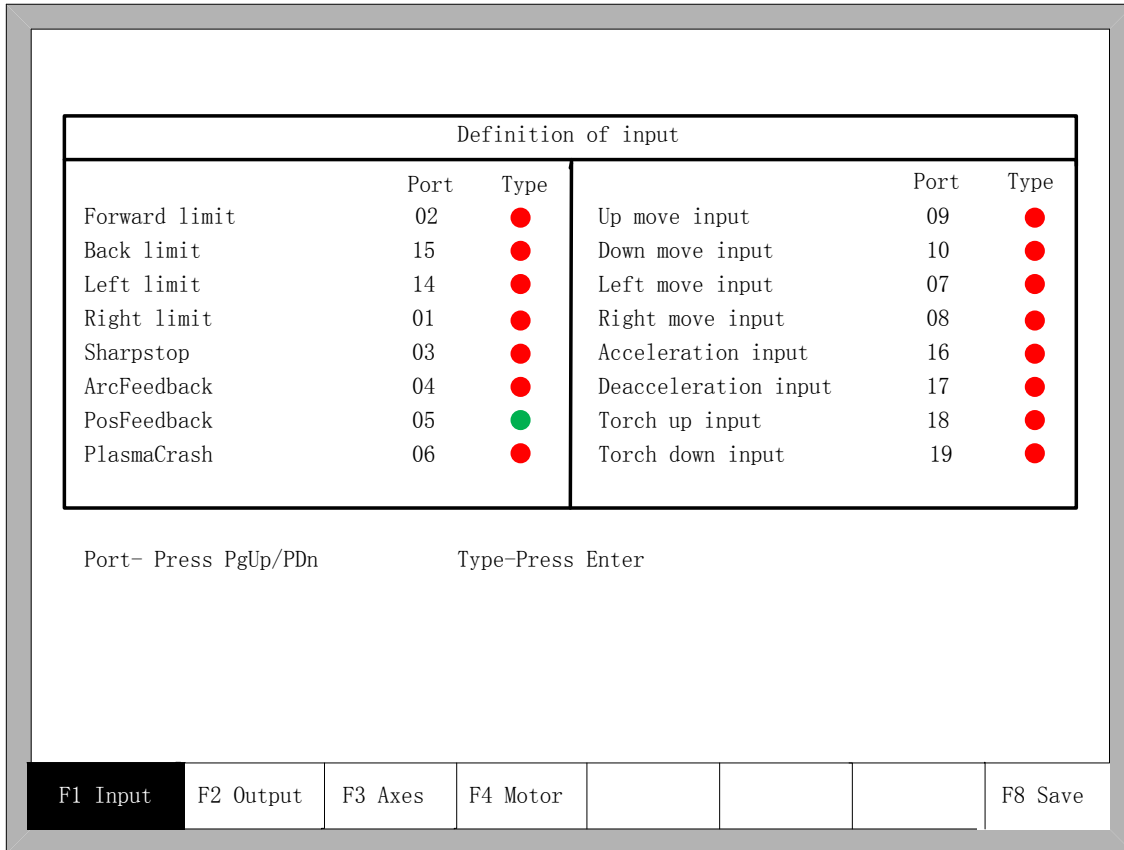 Definition of input
Port Type
Forward limit 02
Back limit 15
Left limit 14
Right limit 01
Sharpstop 03
ArcFeedback 04
PosFeedback 05
PlasmaCrash 06
Port Type
Up move input 09
Down move input 10
Left move input 07
Right move input 08
Acceleration input 16
Deacceleration input 17
Torch up input 18
Torch down input 19
Port- Press PgUp/PDn Type-Press Enter
F1 Input F2 Output F3 Axes F4 Motor F8 Save